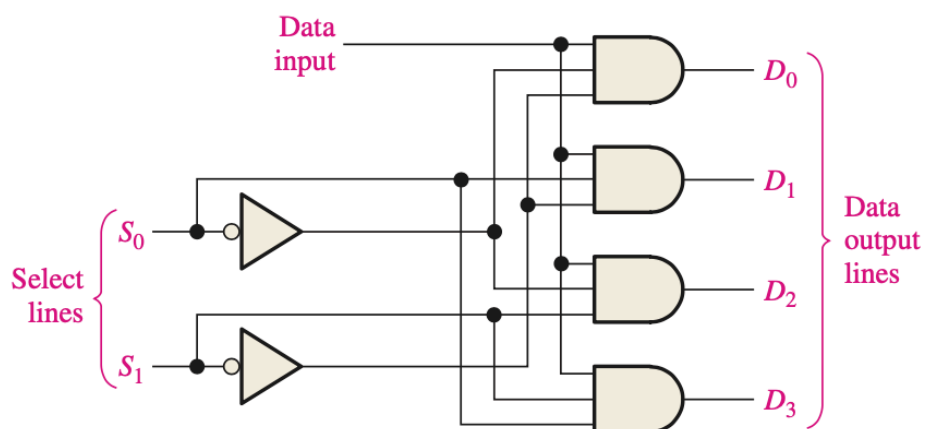 Data
input
D₀
D₁
S₀
Data
output
lines
Select
lines
D₂
S₁
D₃